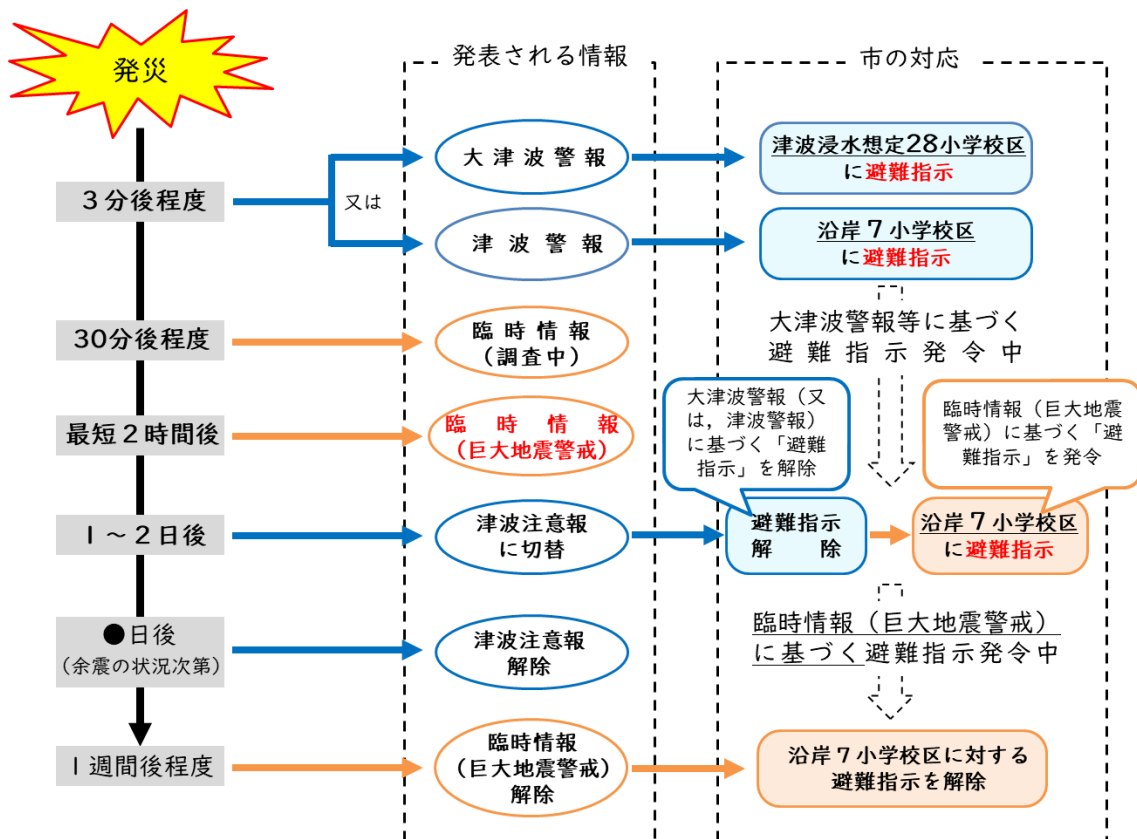 発災
発表される情報
市の対応
3分後程度
又は
大津波警報
津波浸水想定28小学校区
に避難指示
津波警報
沿岸7小学校区
に避難指示
30分後程度
臨時情報
(調査中)
大津波警報等に基づく
避難指示発令中
最短2時間後
臨時情報
(巨大地震警戒)
大津波警報(又
は,津波警報)
に基づく「避難
指示」を解除
臨時情報(巨大地震
警戒)に基づく「避
難指示」を発令
1~2日後
津波注意報
に切替
避難指示
解除
沿岸7小学校区
に避難指示
●日後
(余震の状況次第)
津波注意報
解除
臨時情報(巨大地震警戒)
に基づく避難指示発令中
1週間後程度
臨時情報
(巨大地震警戒)
解除
沿岸7小学校区に対する
避難指示を解除